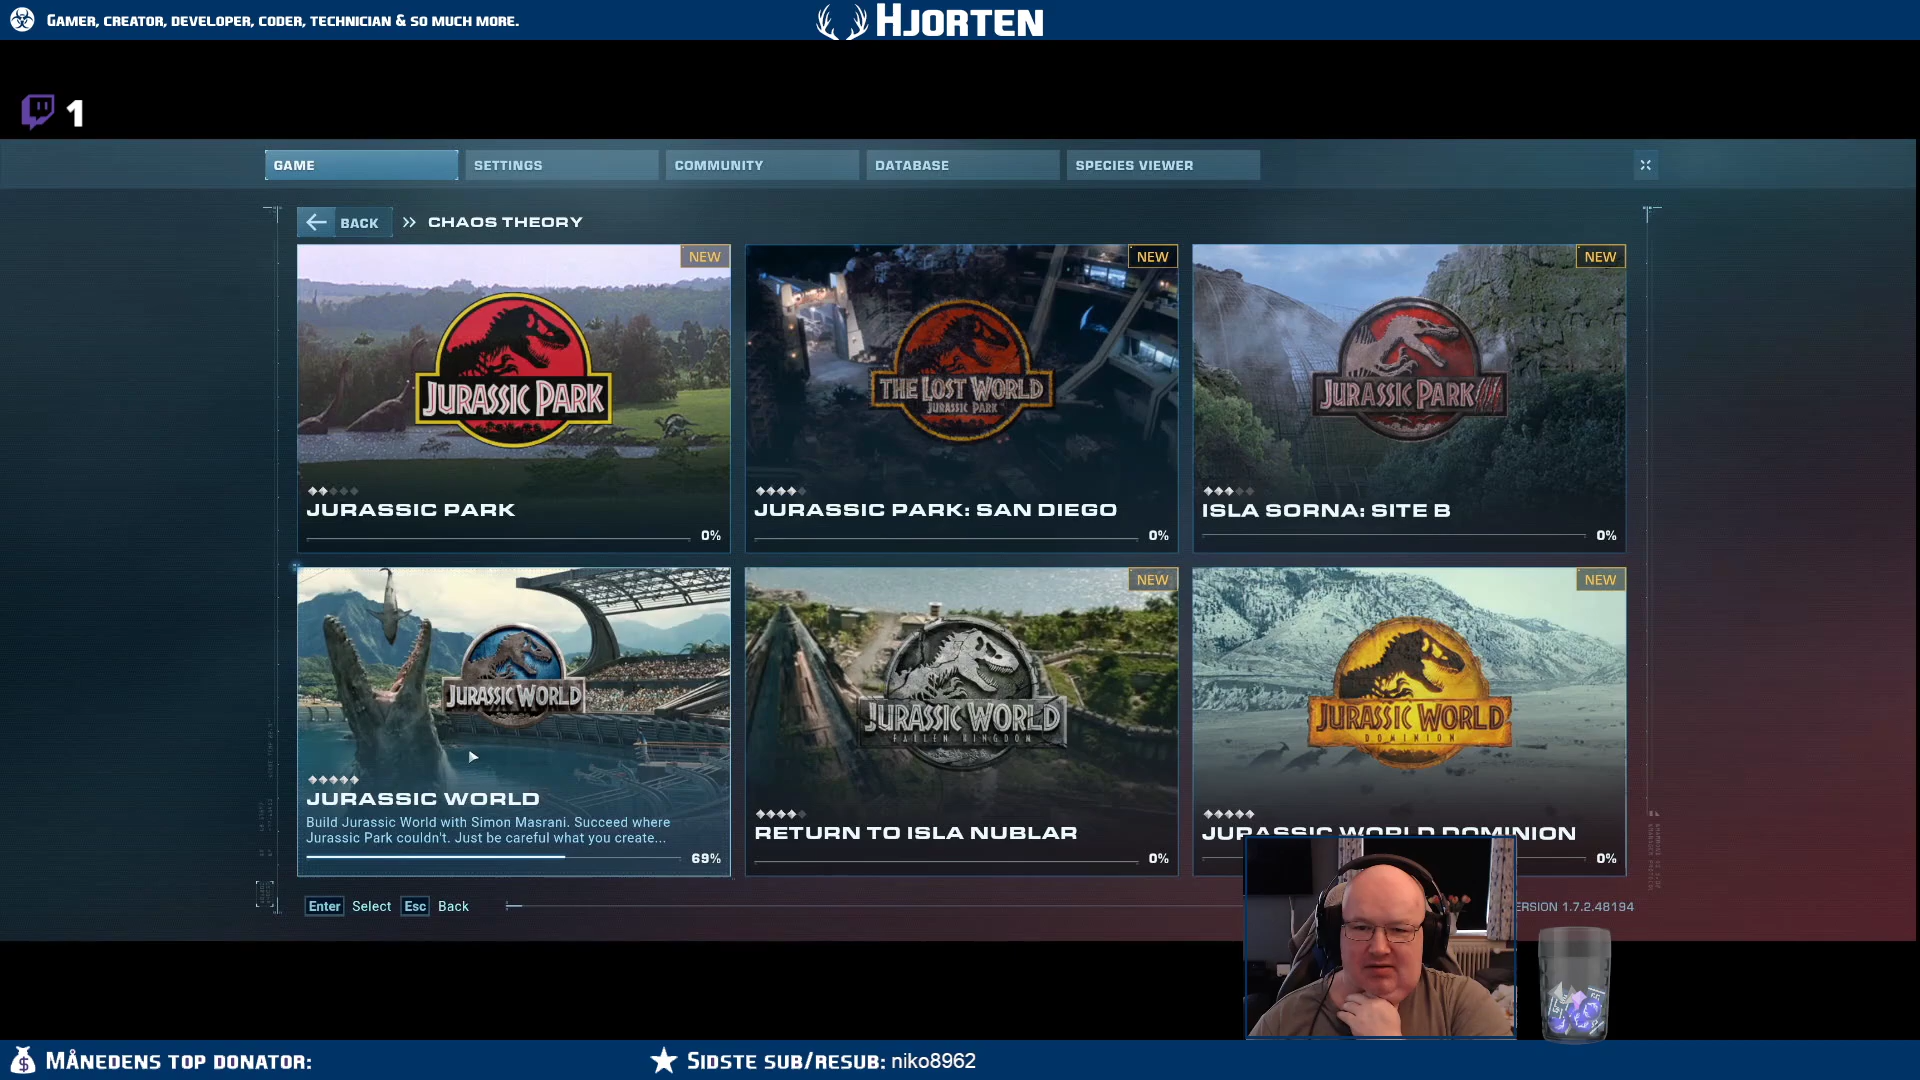 GAMER, CREATOR, DEVELOPER, CODER, TECHNICIAN & SO MUCH MORE.
HJORTEN
1
GAME
SETTINGS
COMMUNITY
DATABASE
SPECIES VIEWER
BACK
CHAOS THEORY
NEW
JURASSIC PARK
JURASSIC PARK
0%
NEW
THE LOST WORLD
JURASSIC PARK
JURASSIC PARK: SAN DIEGO
0%
NEW
JURASSIC PARK
ISLA SORNA: SITE B
0%
JURASSIC WORLD
JURASSIC WORLD
Build Jurassic World with Simon Masrani. Succeed where
Jurassic Park couldn't. Just be careful what you create...
69%
NEW
JURASSIC WORLD
FALLEN KINGDOM
RETURN TO ISLA NUBLAR
0%
NEW
JURASSIC WORLD
DOMINION
JURASSIC WORLD DOMINION
0%
Enter Select Esc Back
ERSION 1.7.2.48194
MÅNEDENS TOP DONATOR:
SIDSTE SUB/RESUB: niko8962